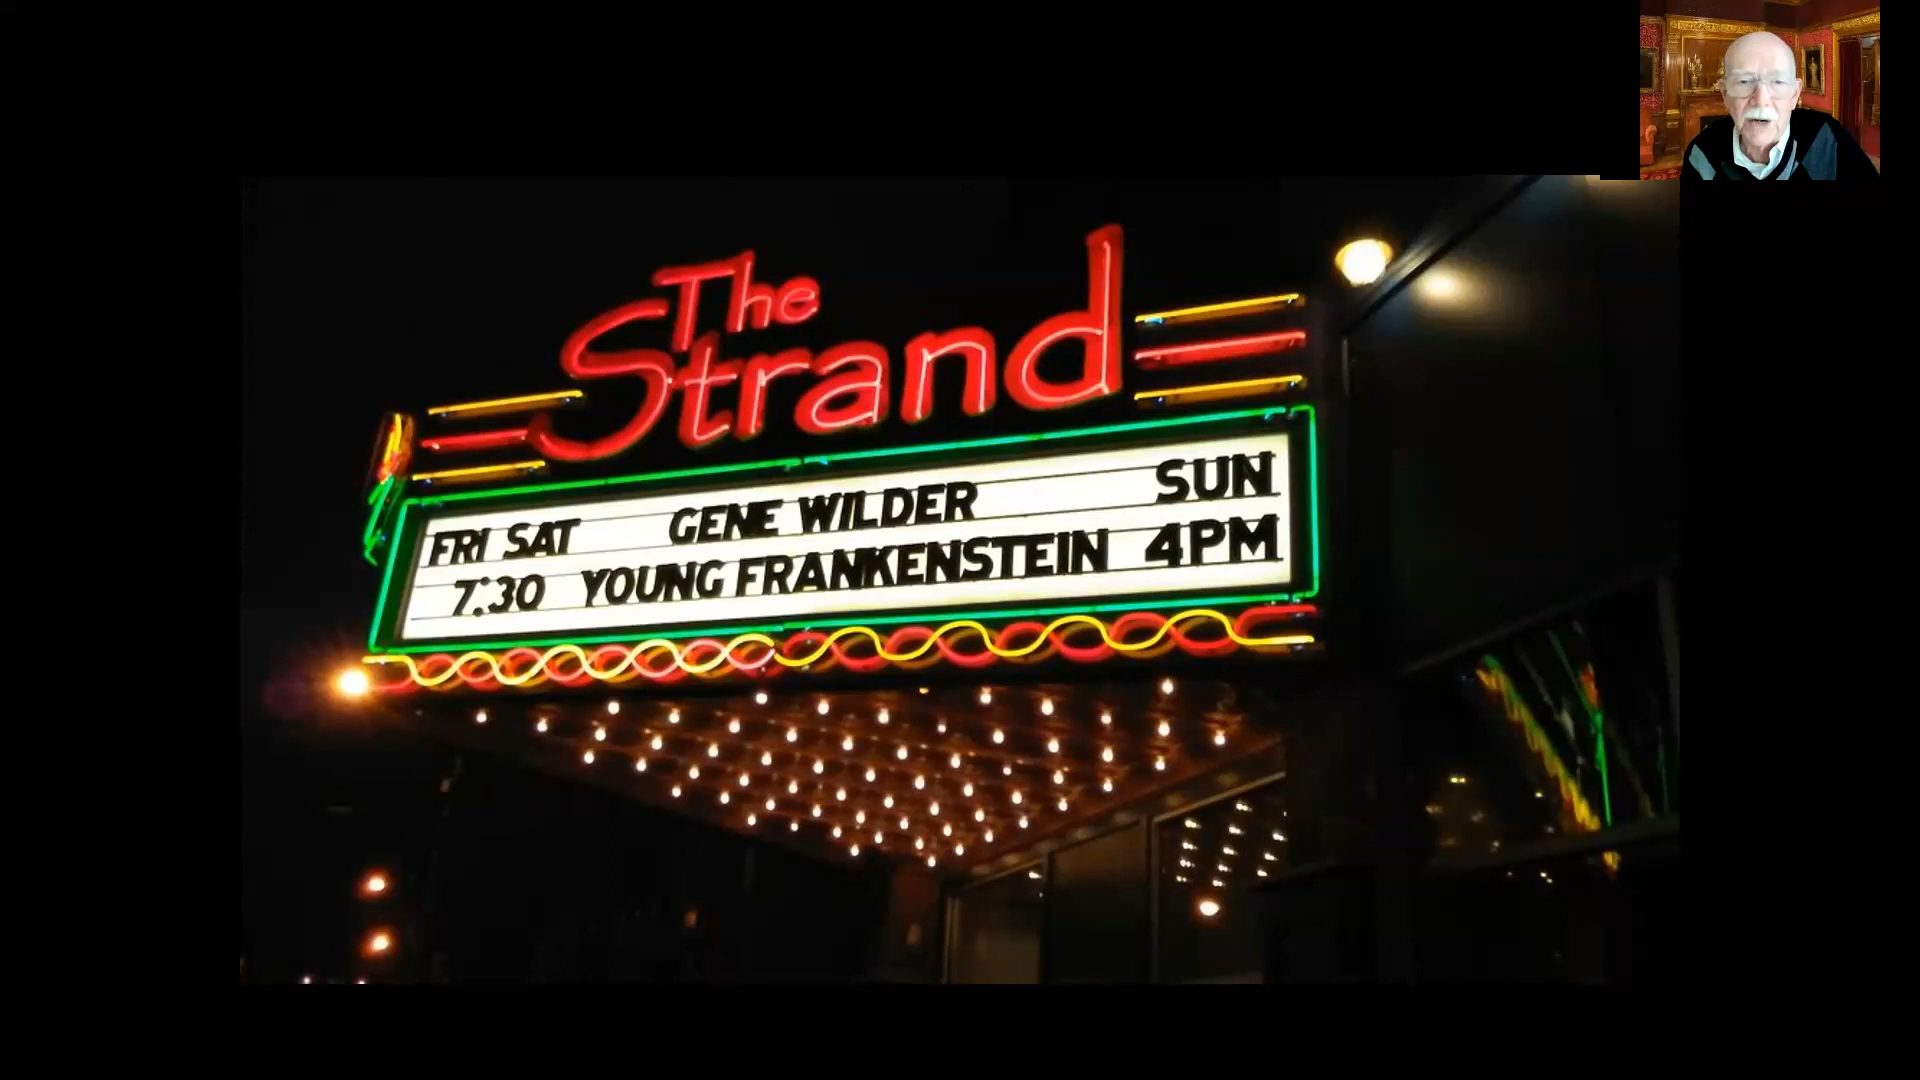 The
Strand
FRI SAT GENE WILDER SUN
7:30 YOUNG FRANKENSTEIN 4PM